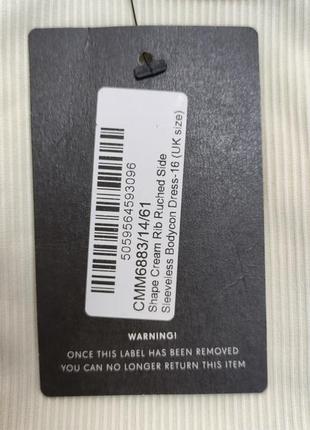 5059564593096
CMM6883/14/61
Shape Cream Rib Ruched Side
Sleeveless Bodycon Dress-16 (UK size)
WARNING!
ONCE THIS LABEL HAS BEEN REMOVED
YOU CAN NO LONGER RETURN THIS ITEM